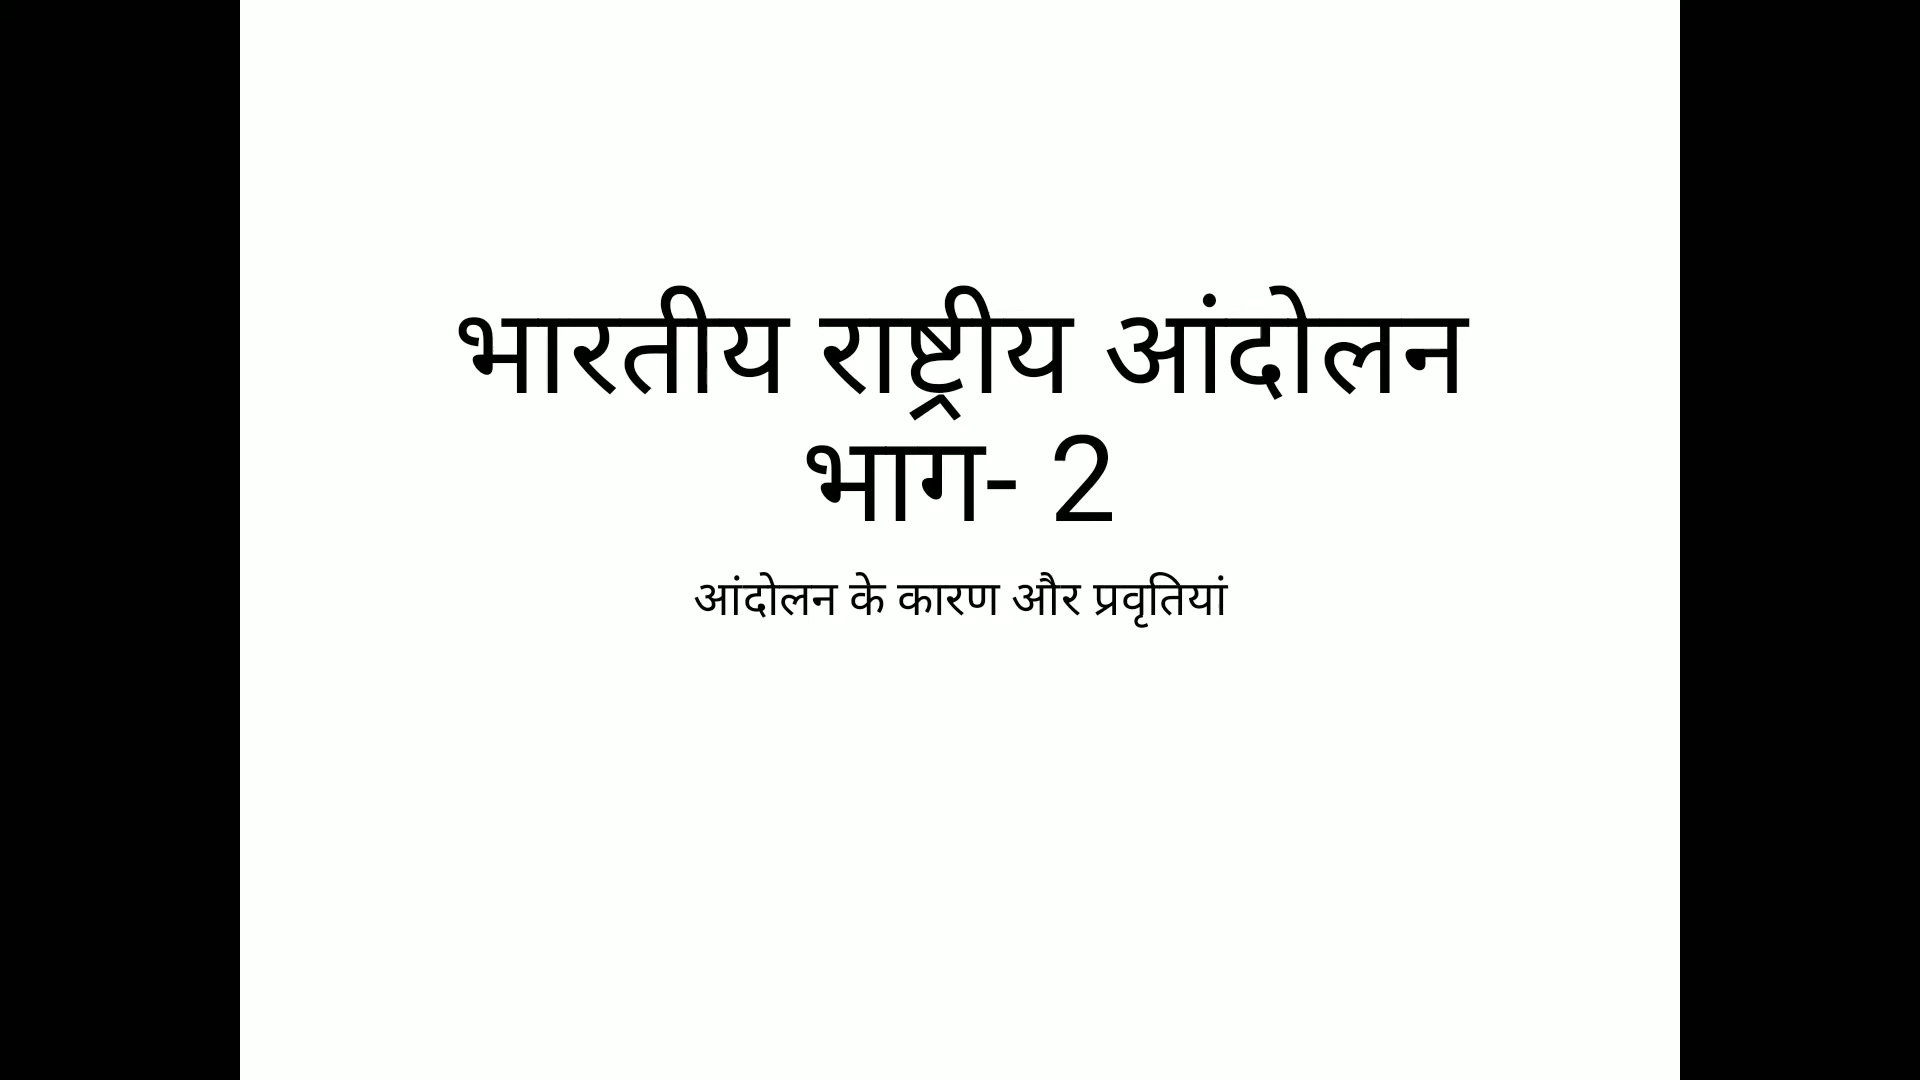 भारतीय राष्ट्रीय आंदोलन
भाग- 2
आंदोलन के कारण और प्रवृतियां